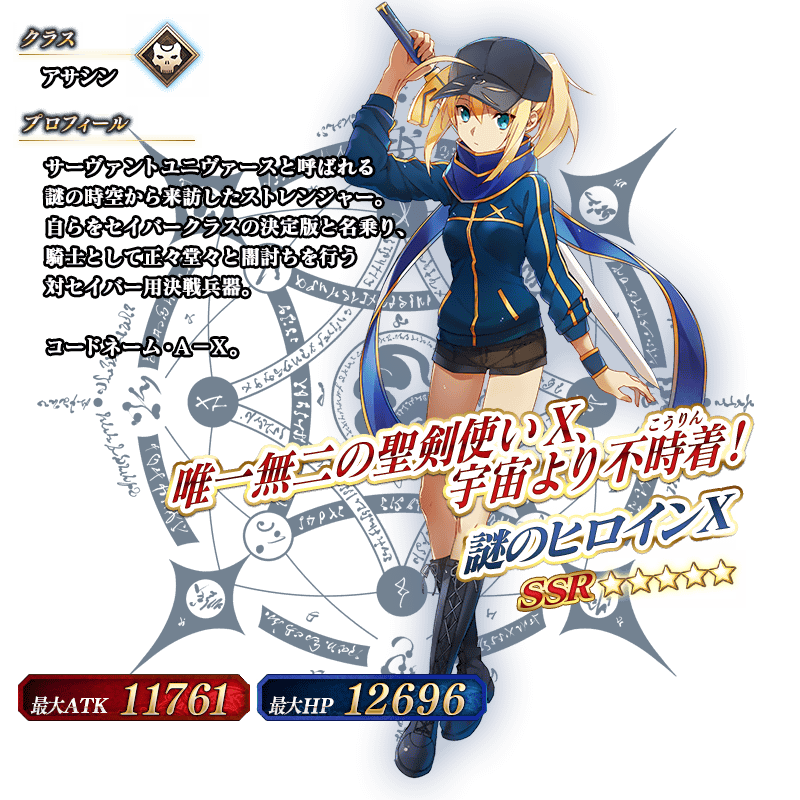 クラス
アサシン
プロフィール
サーヴァントユニヴァースと呼ばれる
謎の時空から来訪したストレンジャー。
自らをセイバークラスの決定版と名乗り、
騎士として正々堂々と闇討ちを行う
対セイバー用決戦兵器。
コードネーム・A－X。
唯一無二の聖剣使いX、
こうりん
宇宙より不時着!
謎のヒロインX
SSR☆☆☆☆☆
最大ATK 11761
最大HP 12696